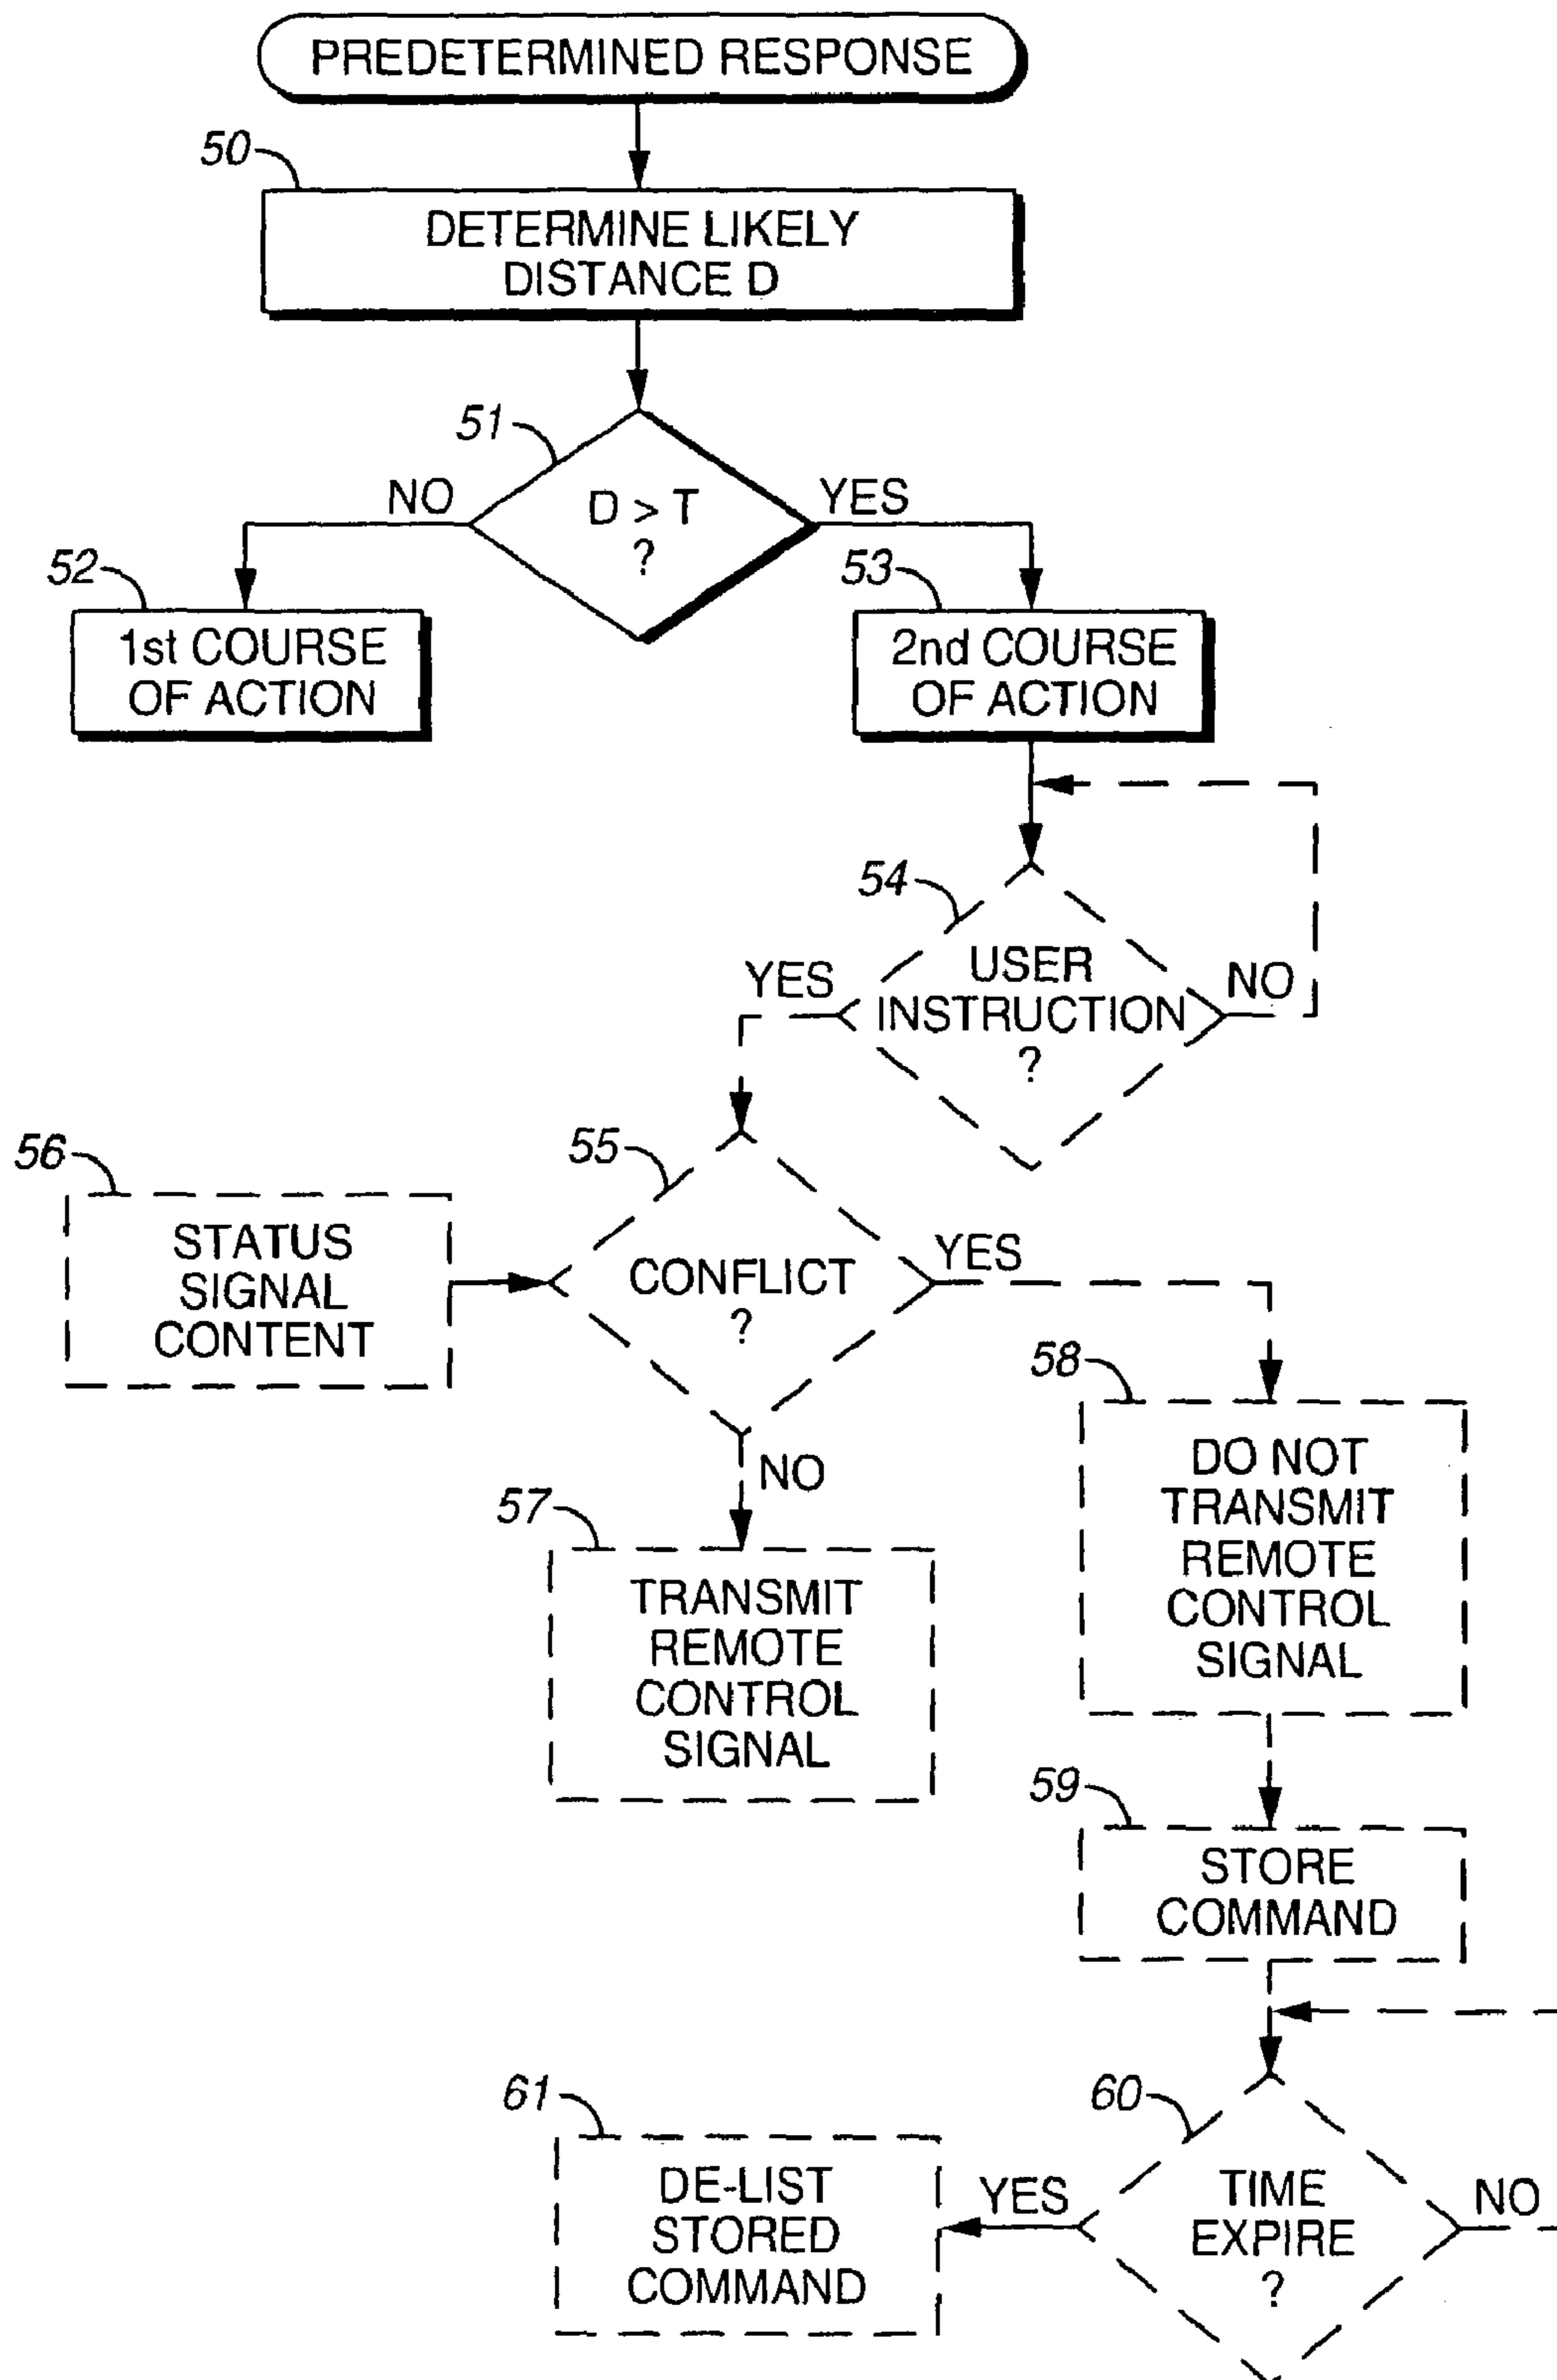 PREDETERMINED RESPONSE
50
DETERMINE LIKELY
DISTANCE D
51
NO
D > T
?
YES
52
1st COURSE
OF ACTION
53
2nd COURSE
OF ACTION
54
YES
USER
INSTRUCTION
?
NO
56
STATUS
SIGNAL
CONTENT
55
CONFLICT
?
YES
NO
57
TRANSMIT
REMOTE
CONTROL
SIGNAL
58
DO NOT
TRANSMIT
REMOTE
CONTROL
SIGNAL
59
STORE
COMMAND
60
TIME
EXPIRE
?
NO
YES
61
DE-LIST
STORED
COMMAND